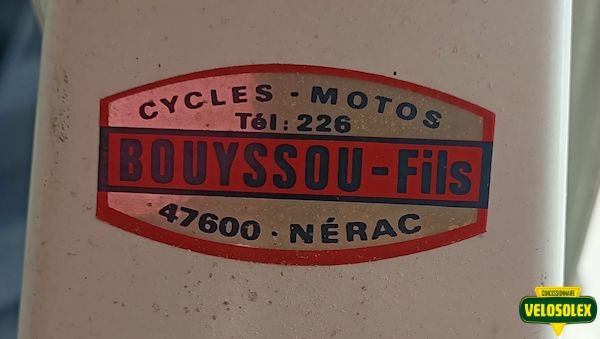 CYCLES - MOTOS
Tél: 226
BOUYSSOU-Fils
47600 · NÉRAC
CONCESSIONNAIRE
VELOSOLEX